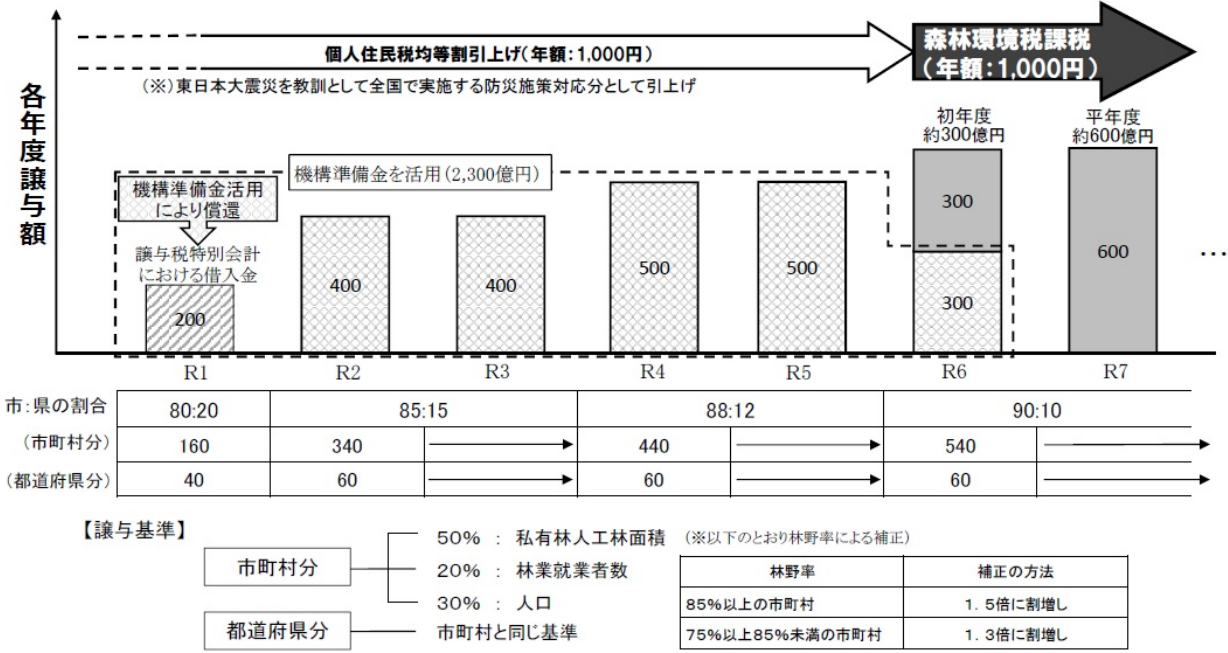 各年度譲与額
個人住民税均等割引上げ(年額:1,000円)
(※)東日本大震災を教訓として全国で実施する防災施策対応分として引上げ
森林環境税課税
(年額:1,000円)
初年度
約300億円
平年度
約600億円
機構準備金を活用(2,300億円)
機構準備金活用
により償還
譲与税特別会計
における借入金
200
400
400
500
500
300
300
600
…
R1 R2 R3 R4 R5 R6 R7
市:県の割合 80:20 85:15 88:12 90:10
(市町村分) 160 340 440 540
(都道府県分) 40 60 60 60
【譲与基準】
市町村分
50% : 私有林人工林面積 (※以下のとおり林野率による補正)
20% : 林業就業者数
30% : 人口
都道府県分
市町村と同じ基準
林野率 補正の方法
85%以上の市町村 1.5倍に割増し
75%以上85%未満の市町村 1.3倍に割増し